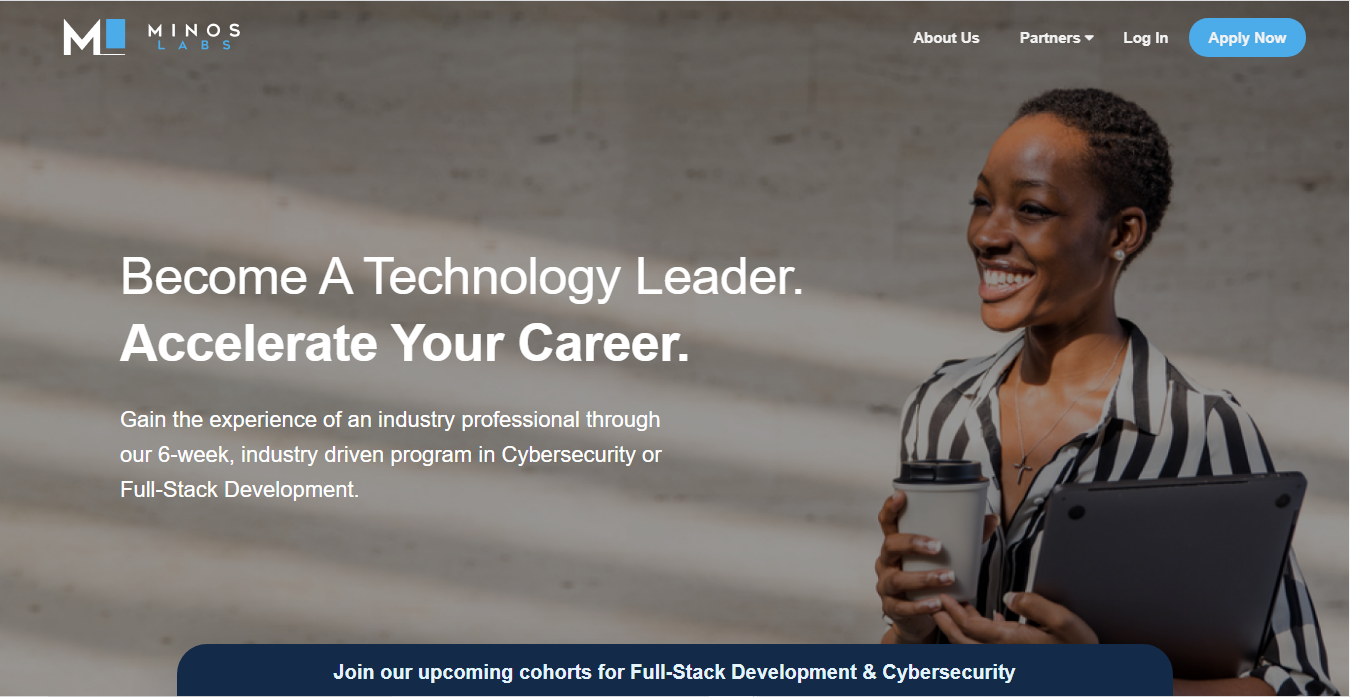 MINOS
LABS
About Us
Partners
Log In
Apply Now
Become A Technology Leader.
Accelerate Your Career.
Gain the experience of an industry professional through
our 6-week, industry driven program in Cybersecurity or
Full-Stack Development.
Join our upcoming cohorts for Full-Stack Development & Cybersecurity